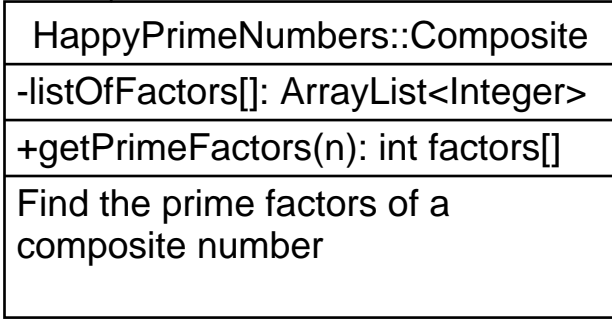 HappyPrimeNumbers::Composite
-listOfFactors[]: ArrayList<Integer>
+getPrimeFactors(n): int factors[]
Find the prime factors of a
composite number